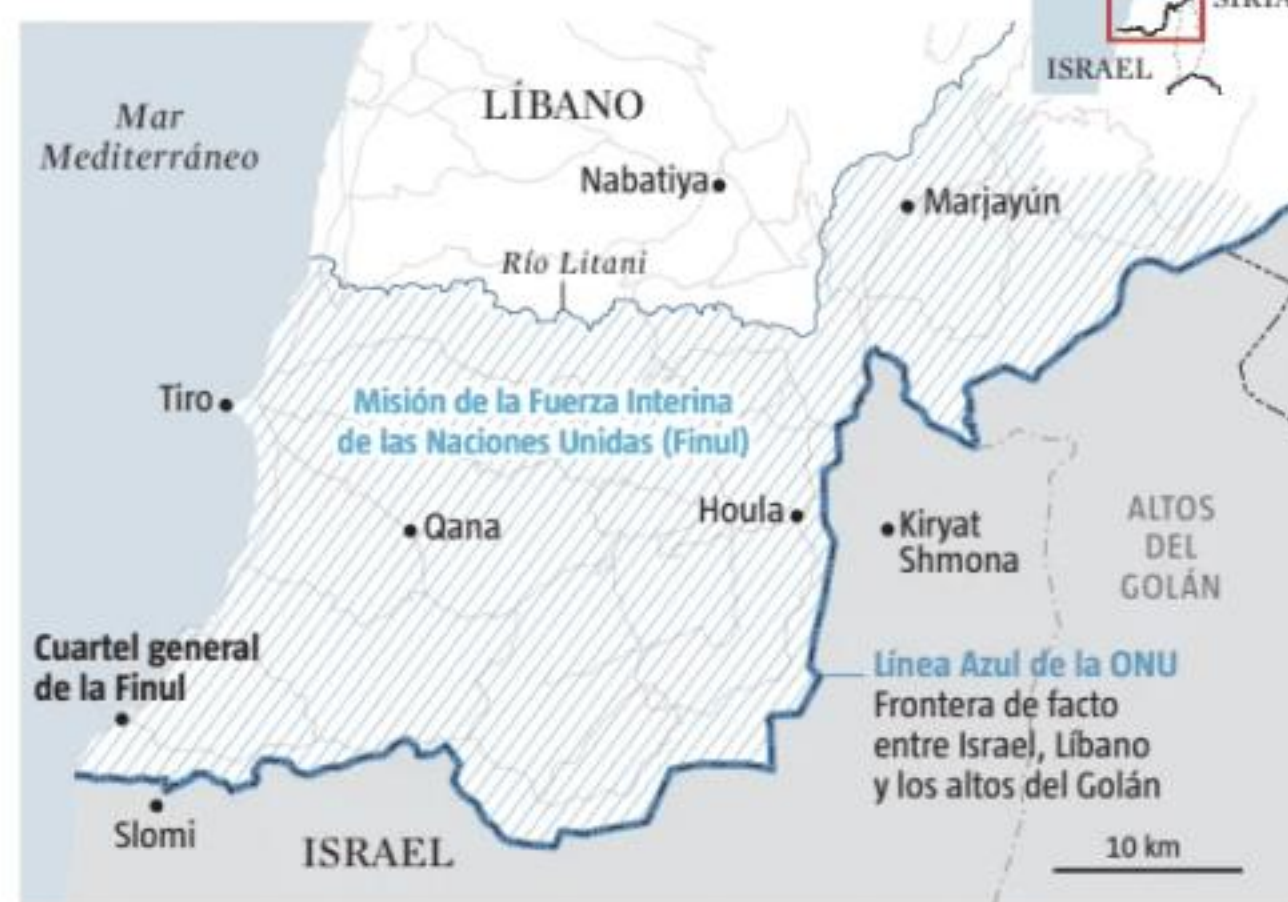 SIRIA
ISRAEL
Mar
Mediterráneo
LÍBANO
Nabatiya
Marjayún
Río Litani
Tiro
Misión de la Fuerza Interina
de las Naciones Unidas (Finul)
Houla
Qana
Kiryat
Shmona
ALTOS
DEL
GOLÁN
Cuartel general
de la Finul
Línea Azul de la ONU
Frontera de facto
entre Israel, Líbano
y los altos del Golán
Slomi
ISRAEL
10 km